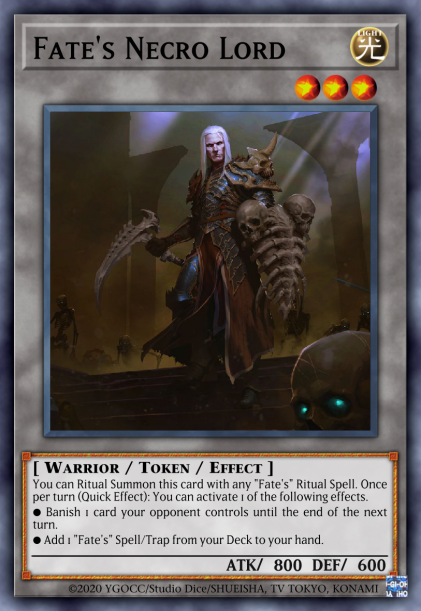 Fate's Necro Lord
LIGHT
光
[ Warrior / Token / Effect ]
You can Ritual Summon this card with any "Fate's" Ritual Spell. Once
per turn (Quick Effect): You can activate 1 of the following effects.
● Banish 1 card your opponent controls until the end of the next
turn.
● Add 1 "Fate's" Spell/Trap from your Deck to your hand.
ATK/ 800 DEF/ 600
©2020 YGOCC/Studio Dice/SHUEISHA, TV TOKYO, KONAMI